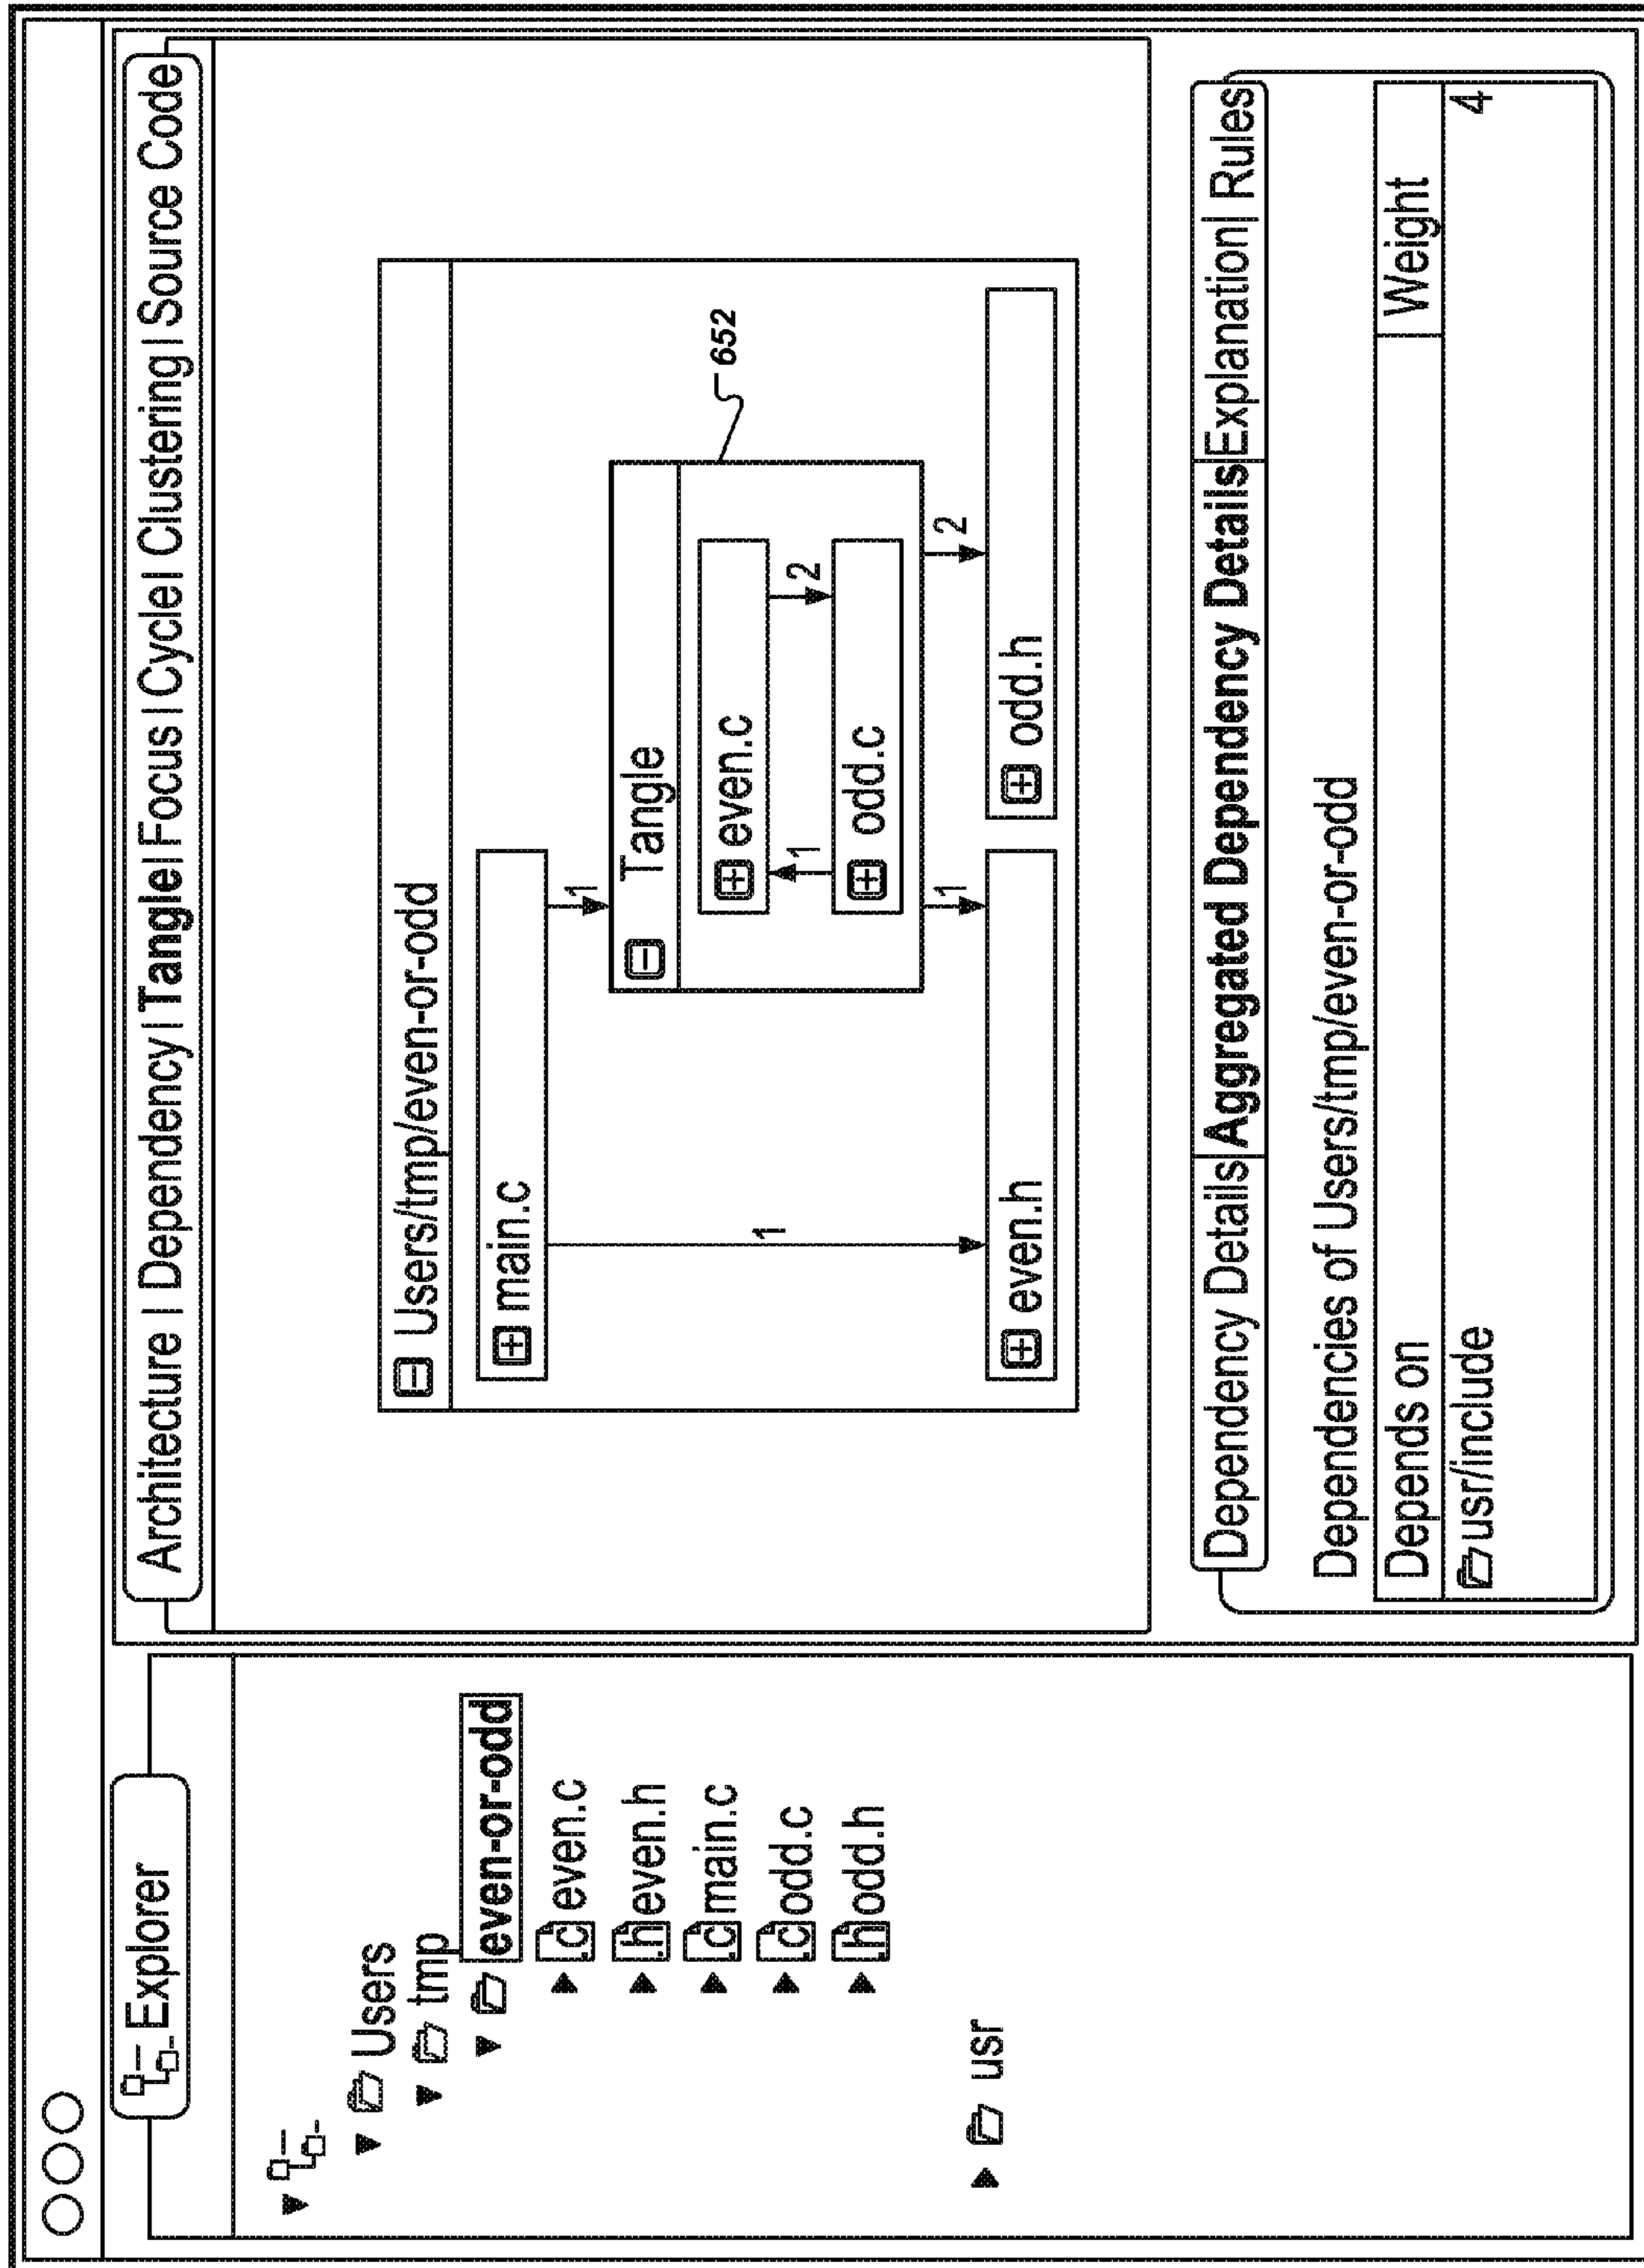 Explorer
Users
tmp
even-or-odd
.c even.c
.h even.h
.c main.c
.c odd.c
.h odd.h
usr
Architecture | Dependency | Tangle | Focus | Cycle | Clustering | Source Code
Users/tmp/even-or-odd
main.c
1
Tangle
652
even.c
1
2
odd.c
1
1
2
even.h
odd.h
Dependency Details | Aggregated Dependency Details | Explanation | Rules
Dependencies of Users/tmp/even-or-odd
Depends on | Weight
usr/include 4